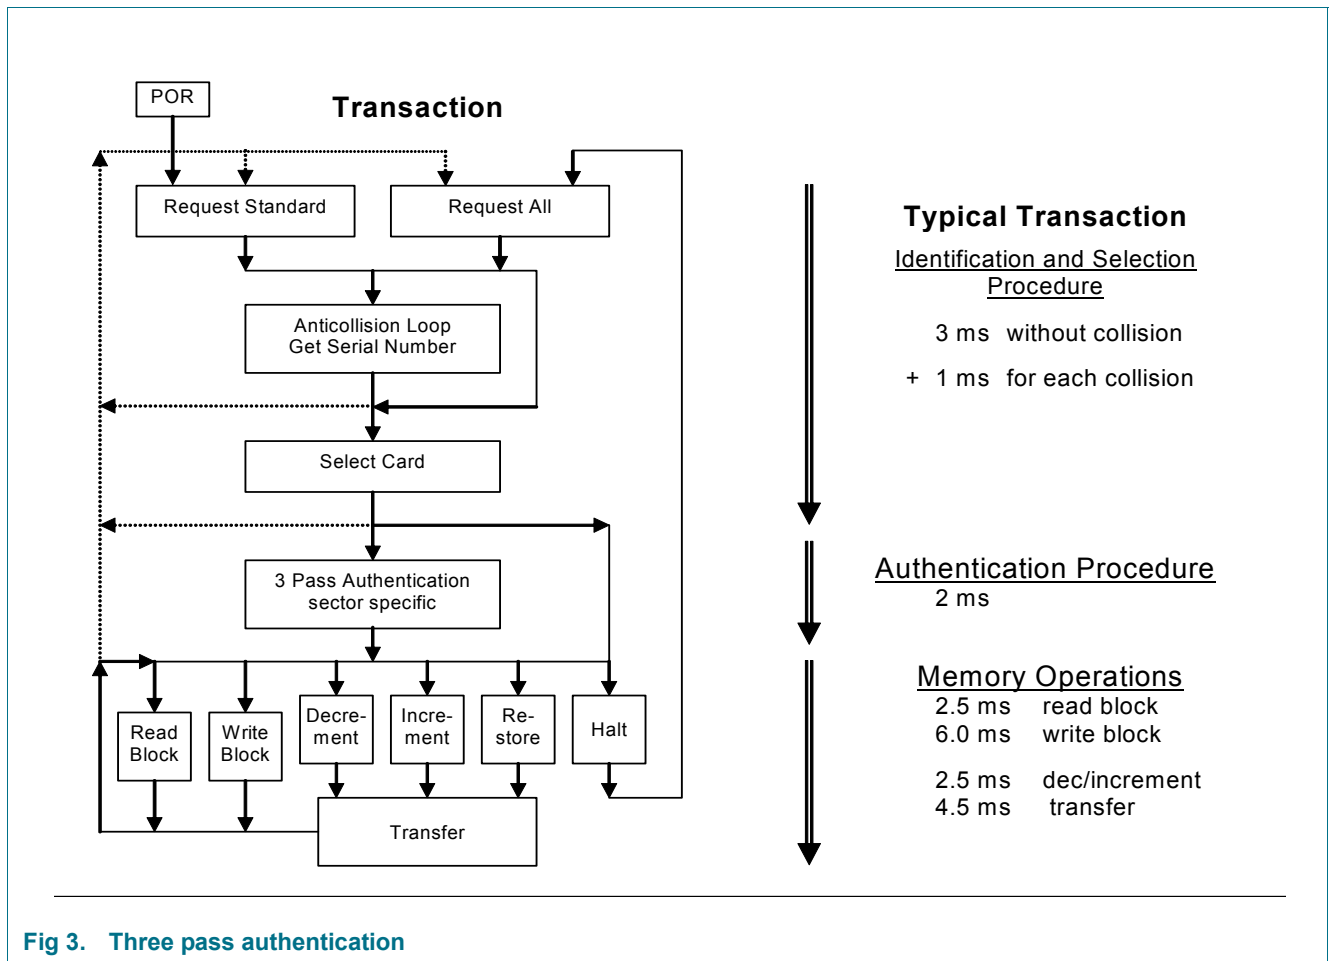 POR
Transaction
Request Standard
Request All
Anticollision Loop
Get Serial Number
Select Card
3 Pass Authentication
sector specific
Read
Block
Write
Block
Decre-
ment
Incre-
ment
Re-
store
Halt
Transfer
Typical Transaction
Identification and Selection
Procedure
3 ms without collision
+ 1 ms for each collision
Authentication Procedure
2 ms
Memory Operations
2.5 ms read block
6.0 ms write block
2.5 ms dec/increment
4.5 ms transfer
Fig 3. Three pass authentication